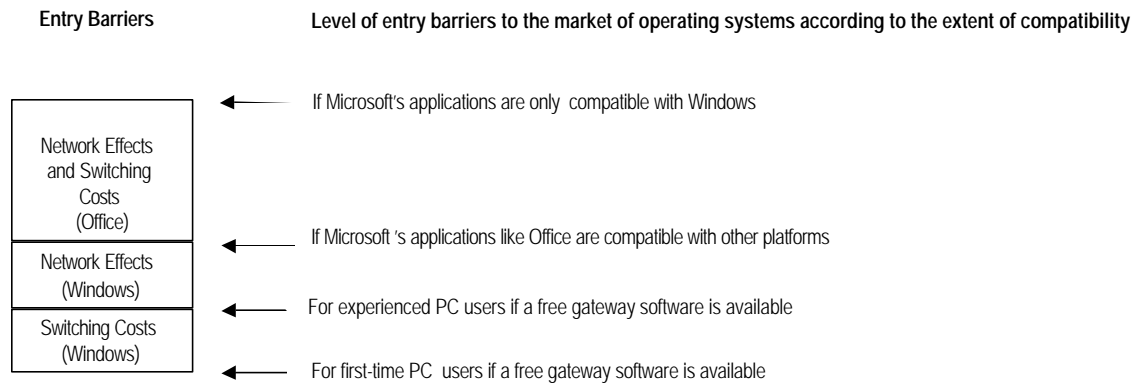 Entry Barriers
Level of entry barriers to the market of operating systems according to the extent of compatibility
If Microsoft's applications are only compatible with Windows
Network Effects
and Switching
Costs
(Office)
If Microsoft 's applications like Office are compatible with other platforms
Network Effects
(Windows)
For experienced PC users if a free gateway software is available
Switching Costs
(Windows)
For first-time PC users if a free gateway software is available